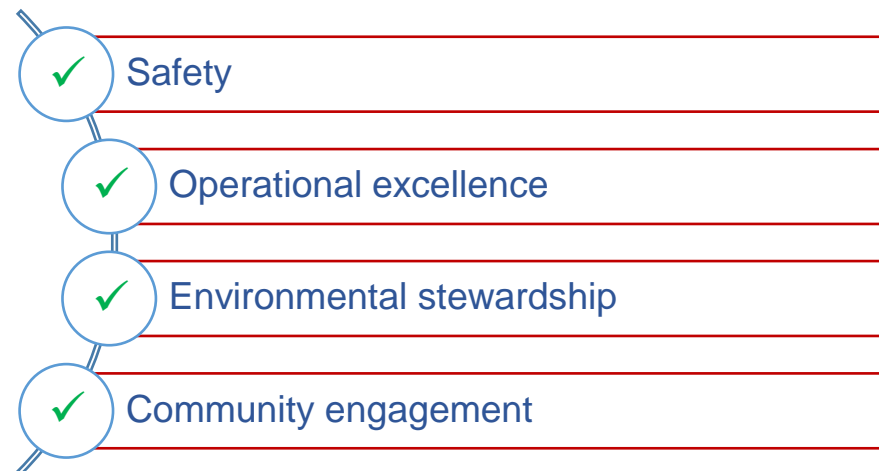 Safety
Operational excellence
Environmental stewardship
Community engagement